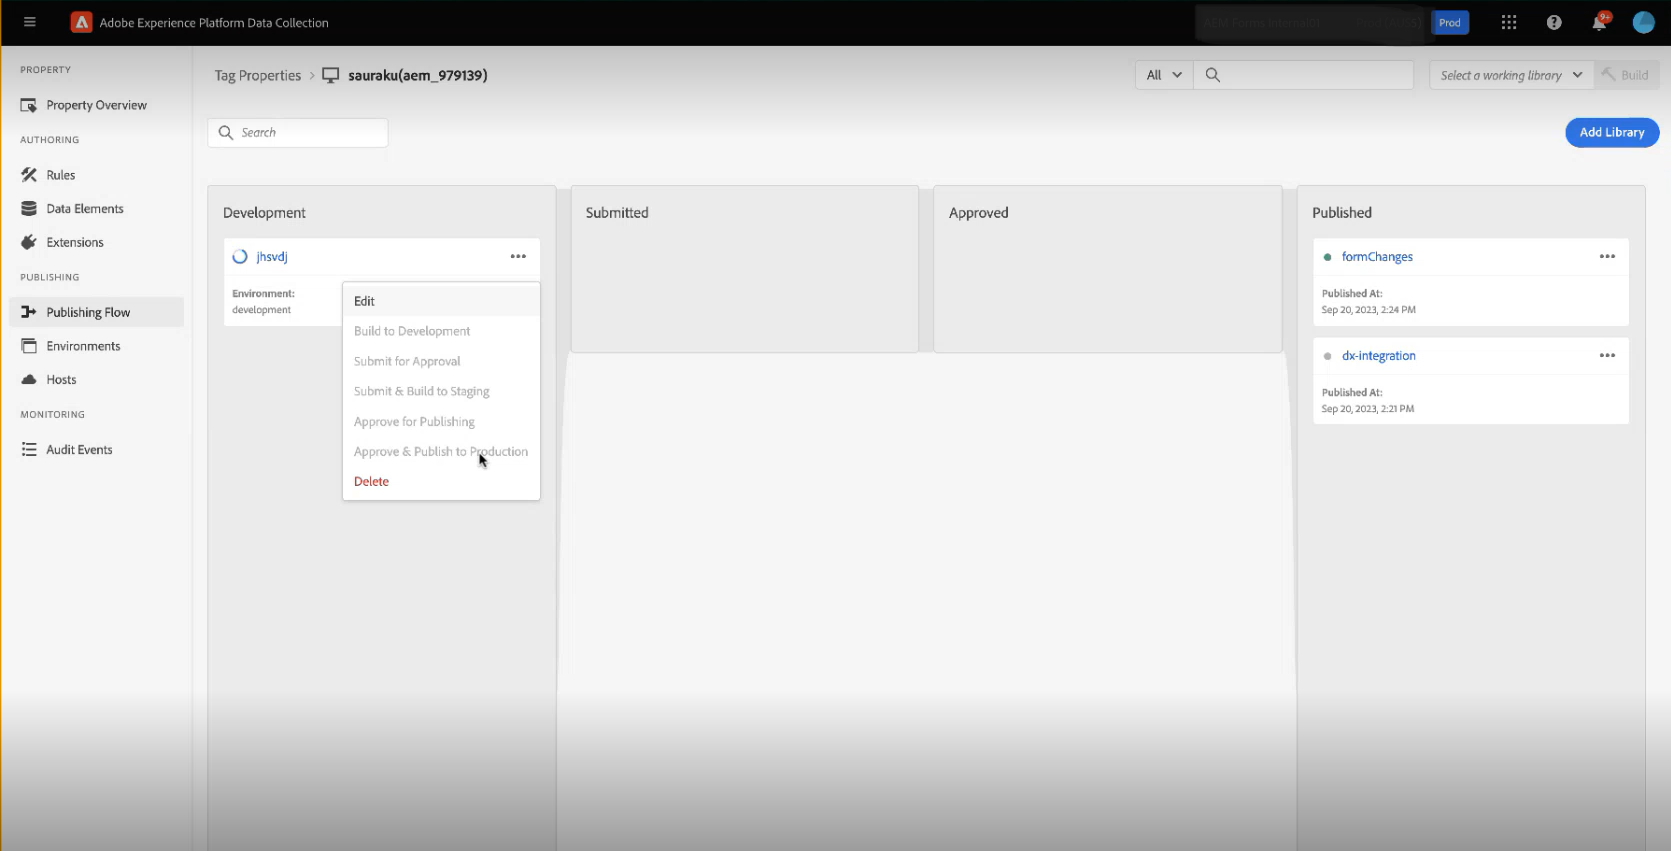 Adobe Experience Platform Data Collection
Prod
9+
PROPERTY
Property Overview
AUTHORING
Rules
Data Elements
Extensions
PUBLISHING
Publishing Flow
Environments
Hosts
MONITORING
Audit Events
Tag Properties > sauraku(aem_979139)
All
Select a working library
Build
Search
Add Library
Development
jhsvdj
Environment:
development
Edit
Build to Development
Submit for Approval
Submit & Build to Staging
Approve for Publishing
Approve & Publish to Production
Delete
Submitted
Approved
Published
formChanges
Published At:
Sep 20, 2023, 2:24 PM
dx-integration
Published At:
Sep 20, 2023, 2:21 PM